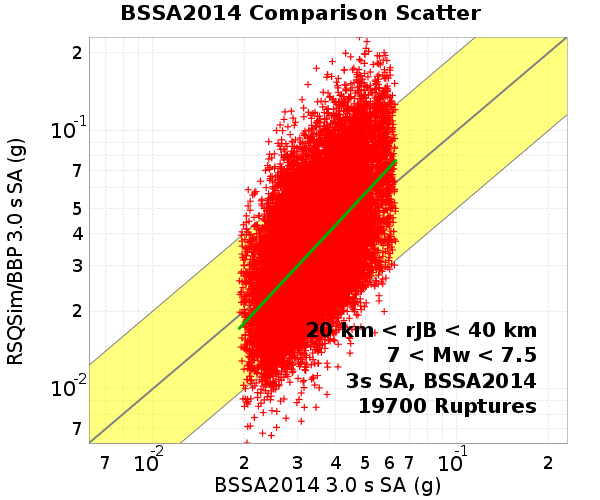 BSSA2014 Comparison Scatter
RSQSim/BBP 3.0 s SA (g)
2
10-1
7
5
4
3
2
10-2
7
20 km < rJB < 40 km
7 < Mw < 7.5
3s SA, BSSA2014
19700 Ruptures
7 10-2 2 3 4 5 6 7 10-1 2
BSSA2014 3.0 s SA (g)